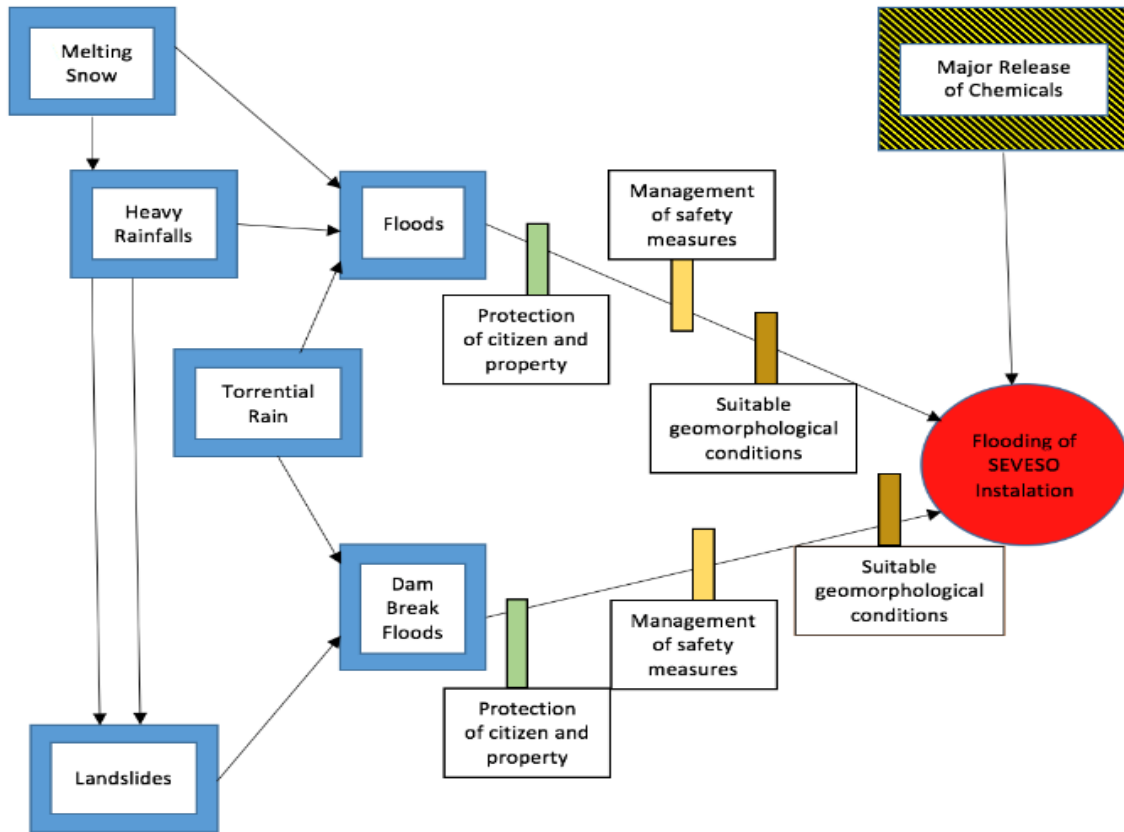 Melting
Snow
Major Release
of Chemicals
Heavy
Rainfalls
Floods
Management
of safety
measures
Protection
of citizen and
property
Torrential
Rain
Suitable
geomorphological
conditions
Flooding of
SEVESO
Instalation
Dam
Break
Floods
Suitable
geomorphological
conditions
Management
of safety
measures
Protection
of citizen and
property
Landslides